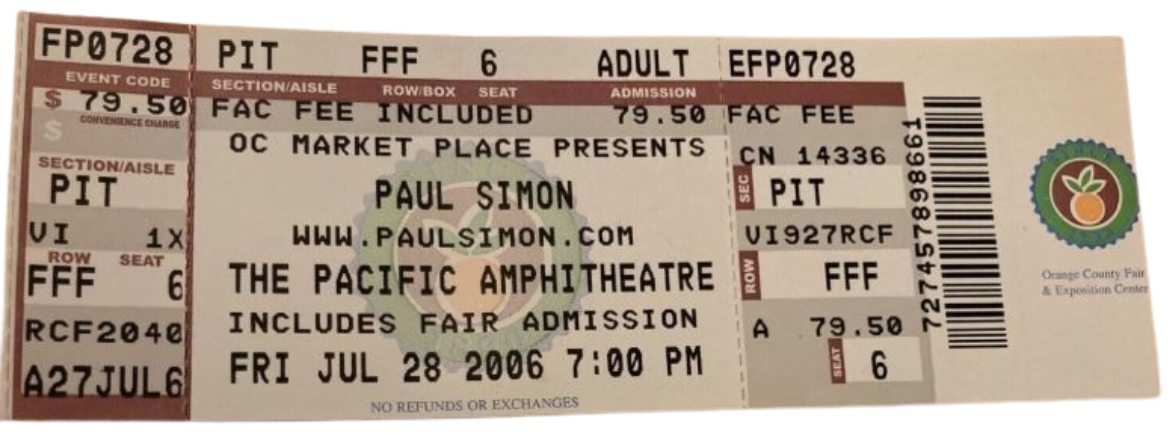 FP0728 PIT FFF 6 ADULT EFP0728
EVENT CODE SECTION/AISLE ROW/BOX SEAT ADMISSION
$ 79.50 FAC FEE INCLUDED 79.50 FAC FEE
CONVENIENCE CHARGE
$
OC MARKET PLACE PRESENTS
CN 14336
SECTION/AISLE
PIT
PAUL SIMON
SEC PIT
VI 1X
WWW.PAULSIMON.COM
VI927RCF
ROW SEAT
FFF 6
THE PACIFIC AMPHITHEATRE
ROW FFF
RCF2040
INCLUDES FAIR ADMISSION
A 79.50
A27JUL6
FRI JUL 28 2006 7:00 PM
SEAT 6
NO REFUNDS OR EXCHANGES
727457898661
Orange County Fair
& Exposition Center